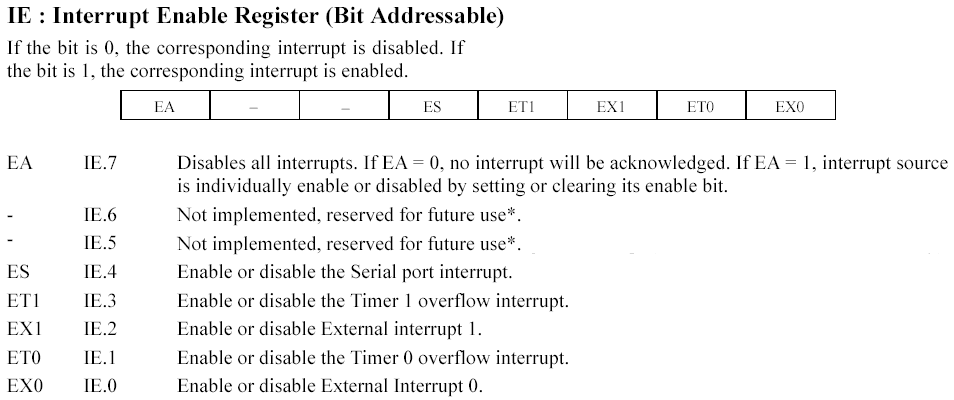 IE : Interrupt Enable Register (Bit Addressable)
If the bit is 0, the corresponding interrupt is disabled. If
the bit is 1, the corresponding interrupt is enabled.
EA – – ES ET1 EX1 ET0 EX0
EA IE.7 Disables all interrupts. If EA = 0, no interrupt will be acknowledged. If EA = 1, interrupt source
is individually enable or disabled by setting or clearing its enable bit.
- IE.6 Not implemented, reserved for future use*.
- IE.5 Not implemented, reserved for future use*.
ES IE.4 Enable or disable the Serial port interrupt.
ET1 IE.3 Enable or disable the Timer 1 overflow interrupt.
EX1 IE.2 Enable or disable External interrupt 1.
ET0 IE.1 Enable or disable the Timer 0 overflow interrupt.
EX0 IE.0 Enable or disable External Interrupt 0.